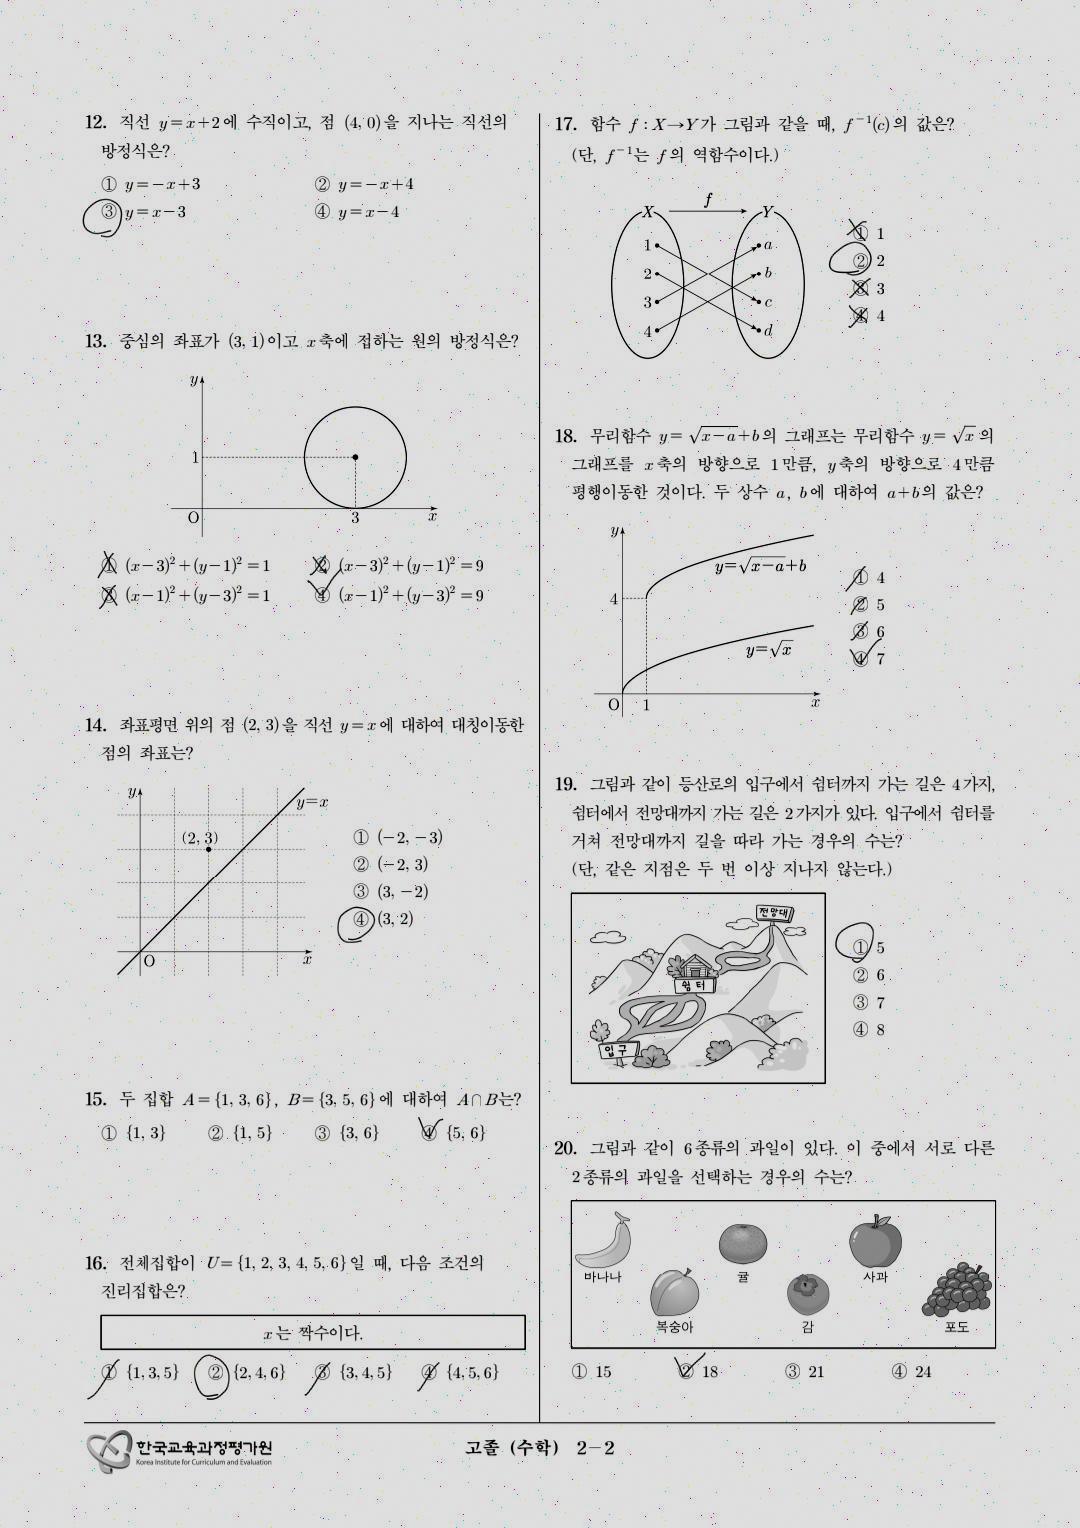 12. 직선 y=x+2에 수직이고, 점 (4, 0)을 지나는 직선의
방정식은?
① y=−x+3
② y=−x+4
③ y=x−3
④ y=x−4
13. 중심의 좌표가 (3, 1)이고 x축에 접하는 원의 방정식은?
y
1
O
3
x
① (x−3)²+(y−1)²=1
② (x−3)²+(y−1)²=9
③ (x−1)²+(y−3)²=1
④ (x−1)²+(y−3)²=9
14. 좌표평면 위의 점 (2, 3)을 직선 y=x에 대하여 대칭이동한
점의 좌표는?
y
y=x
(2, 3)
O
x
① (−2, −3)
② (−2, 3)
③ (3, −2)
④ (3, 2)
15. 두 집합 A={1, 3, 6}, B={3, 5, 6}에 대하여 A∩B는?
① {1, 3}
② {1, 5}
③ {3, 6}
④ {5, 6}
16. 전체집합이 U={1, 2, 3, 4, 5, 6}일 때, 다음 조건의
진리집합은?
x는 짝수이다.
① {1, 3, 5}
② {2, 4, 6}
③ {3, 4, 5}
④ {4, 5, 6}
17. 함수 f : X→Y가 그림과 같을 때, f⁻¹(c)의 값은?
(단, f⁻¹는 f의 역함수이다.)
f
X
Y
1
a
2
b
3
c
4
d
① 1
② 2
③ 3
④ 4
18. 무리함수 y=√(x−a)+b의 그래프는 무리함수 y=√x의
그래프를 x축의 방향으로 1만큼, y축의 방향으로 4만큼
평행이동한 것이다. 두 상수 a, b에 대하여 a+b의 값은?
y
y=√(x−a)+b
4
y=√x
O
1
x
① 4
② 5
③ 6
④ 7
19. 그림과 같이 등산로의 입구에서 쉼터까지 가는 길은 4가지,
쉼터에서 전망대까지 가는 길은 2가지가 있다. 입구에서 쉼터를
거쳐 전망대까지 길을 따라 가는 경우의 수는?
(단, 같은 지점은 두 번 이상 지나지 않는다.)
전망대
쉼터
입구
① 5
② 6
③ 7
④ 8
20. 그림과 같이 6종류의 과일이 있다. 이 중에서 서로 다른
2종류의 과일을 선택하는 경우의 수는?
바나나
귤
사과
복숭아
감
포도
① 15
② 18
③ 21
④ 24
한국교육과정평가원
Korea Institute for Curriculum and Evaluation
고졸 (수학) 2−2